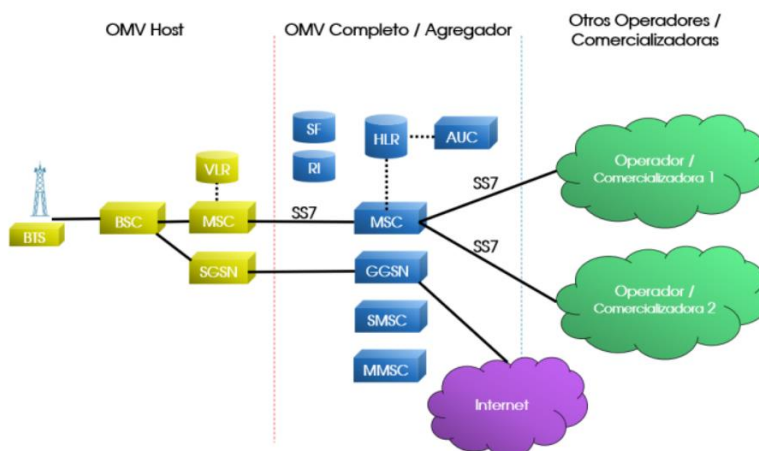 OMV Host
OMV Completo / Agregador
Otros Operadores /
Comercializadoras
SF
HLR
AUC
VLR
RI
Operador /
Comercializadora 1
SS7
BTS
BSC
MSC
SS7
MSC
SS7
SGSN
GGSN
Operador /
Comercializadora 2
SMSC
MMSC
Internet